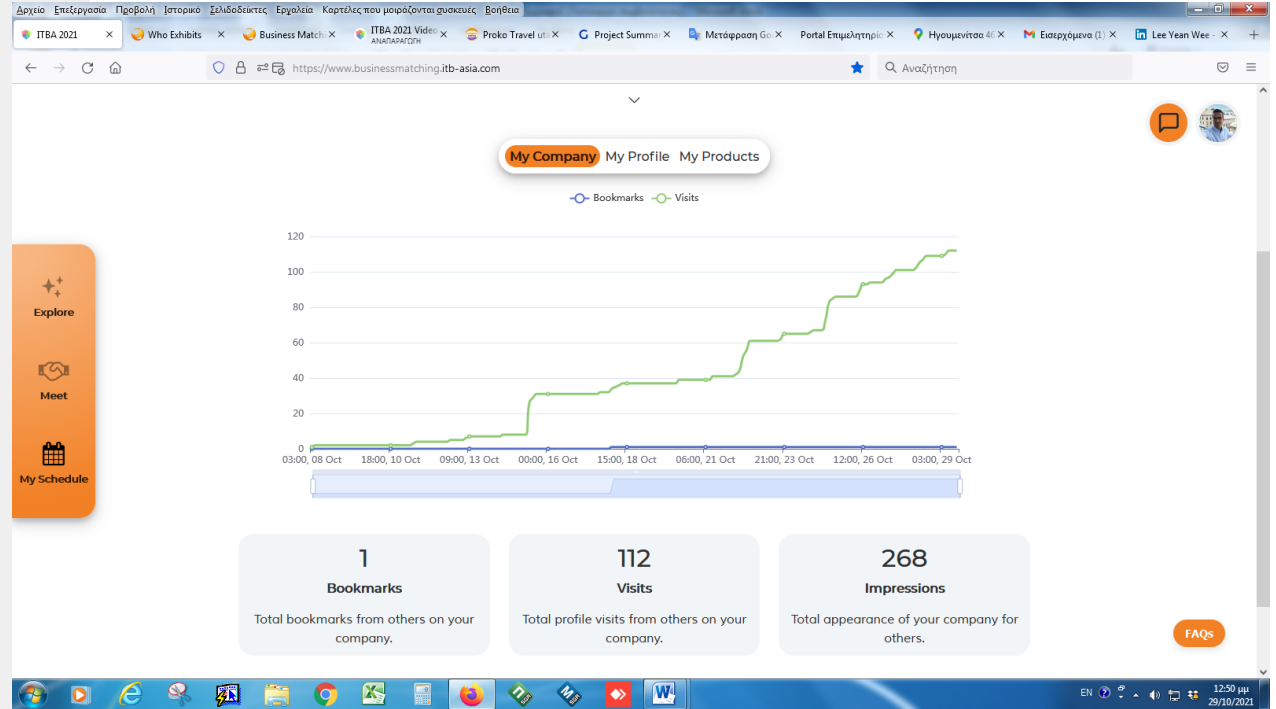 Αρχείο Επεξεργασία Προβολή Ιστορικό Σελιδοδείκτες Εργαλεία Καρτέλες που μοιράζονται συσκευές Βοήθεια
ITBA 2021
Who Exhibits
Business Matchi
ITBA 2021 Video
ΑΝΑΠΑΡΑΓΩΓΗ
Proko Travel uta
Project Summar
Μετάφραση Goo
Portal Επιμελητηρίο
Ηγουμενίτσα 46
Εισερχόμενα (1)
Lee Yean Wee -
https://www.businessmatching.itb-asia.com
Αναζήτηση
My Company My Profile My Products
Bookmarks Visits
120
100
80
60
40
20
0
03:00, 08 Oct 18:00, 10 Oct 09:00, 13 Oct 00:00, 16 Oct 15:00, 18 Oct 06:00, 21 Oct 21:00, 23 Oct 12:00, 26 Oct 03:00, 29 Oct
Explore
Meet
My Schedule
1
Bookmarks
Total bookmarks from others on your
company.
112
Visits
Total profile visits from others on your
company.
268
Impressions
Total appearance of your company for
others.
FAQs
EN
12:50 μμ
29/10/2021